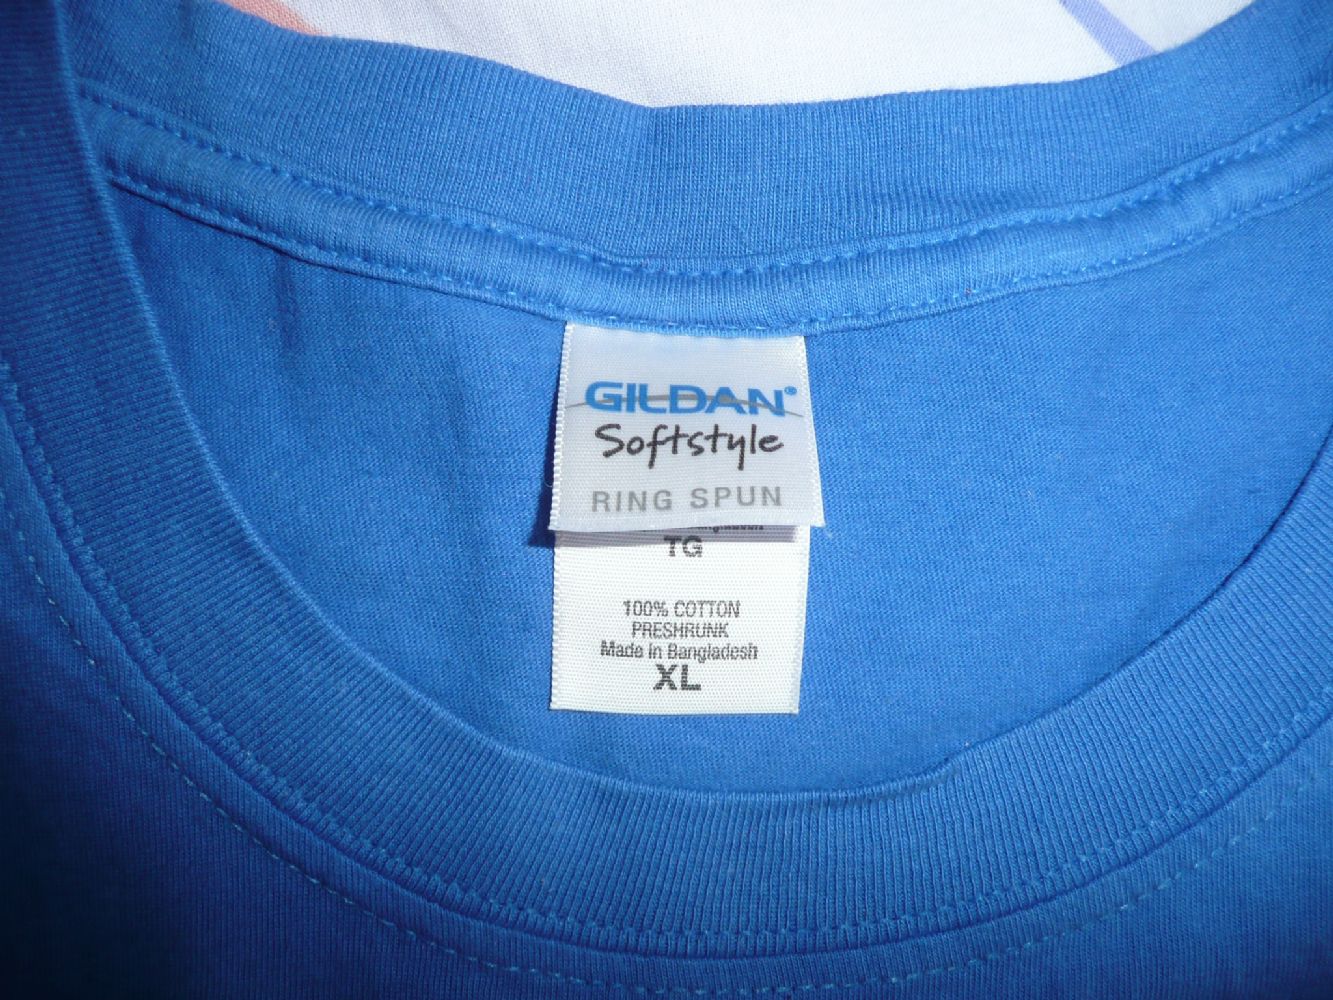 GILDAN®
Softstyle
RING SPUN
TG
100% COTTON
PRESHRUNK
Made in Bangladesh
XL